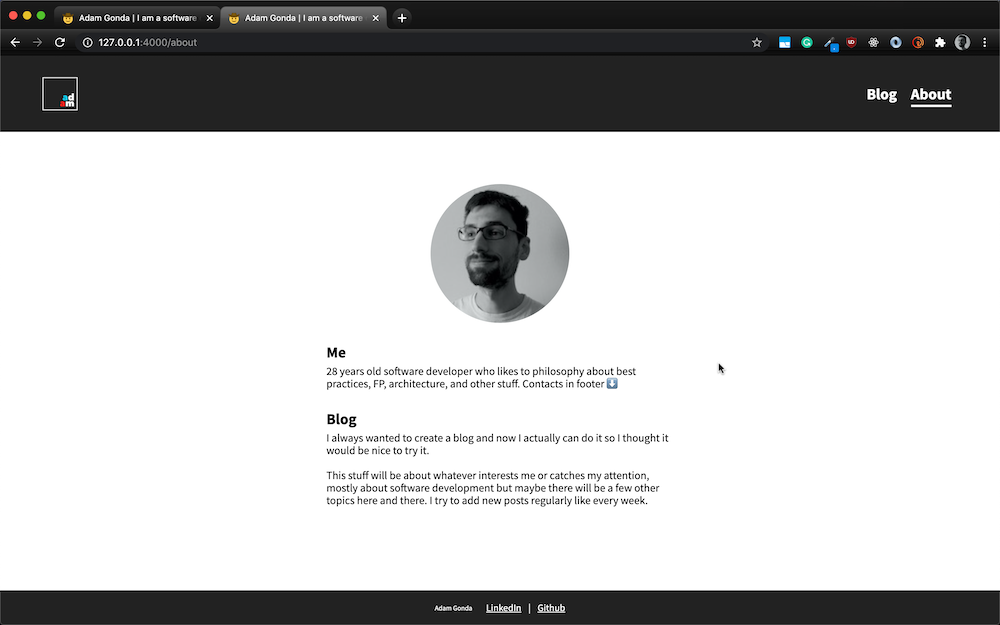 Adam Gonda | I am a software
Adam Gonda | I am a software
127.0.0.1:4000/about
ad
am
Blog
About
Me
28 years old software developer who likes to philosophy about best
practices, FP, architecture, and other stuff. Contacts in footer ⬇️
Blog
I always wanted to create a blog and now I actually can do it so I thought it
would be nice to try it.
This stuff will be about whatever interests me or catches my attention,
mostly about software development but maybe there will be a few other
topics here and there. I try to add new posts regularly like every week.
Adam Gonda LinkedIn | Github